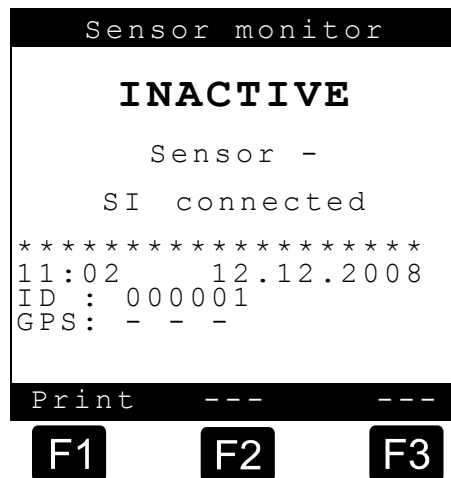 Sensor monitor
INACTIVE
Sensor -
SI connected
*******************
11:02 12.12.2008
ID : 000001
GPS: - - -
Print --- ---
F1 F2 F3